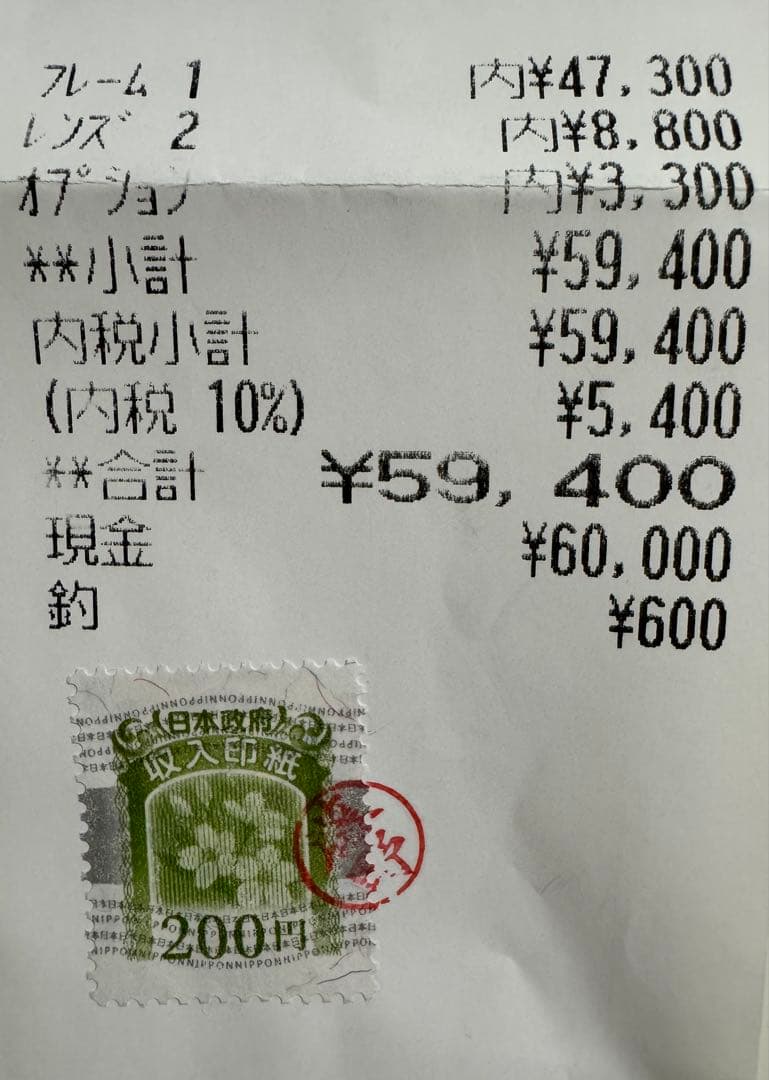 フレーム 1 内¥47,300
レンズ 2 内¥8,800
オプション 内¥3,300
**小計 ¥59,400
内税小計 ¥59,400
(内税 10%) ¥5,400
**合計 ¥59,400
現金 ¥60,000
釣 ¥600
日本政府
収入印紙
200円